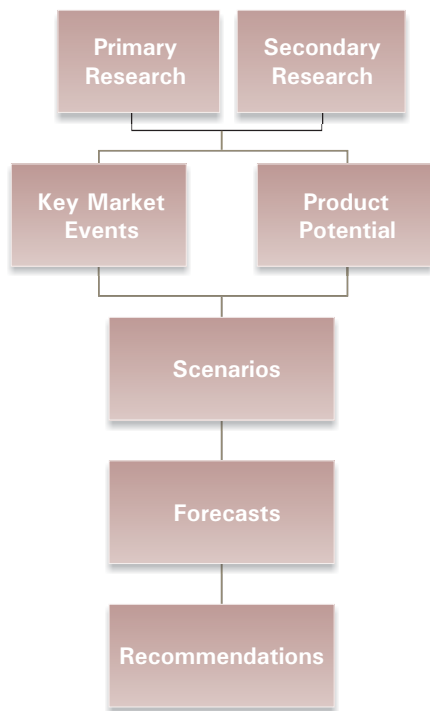 Primary
Research
Secondary
Research
Key Market
Events
Product
Potential
Scenarios
Forecasts
Recommendations